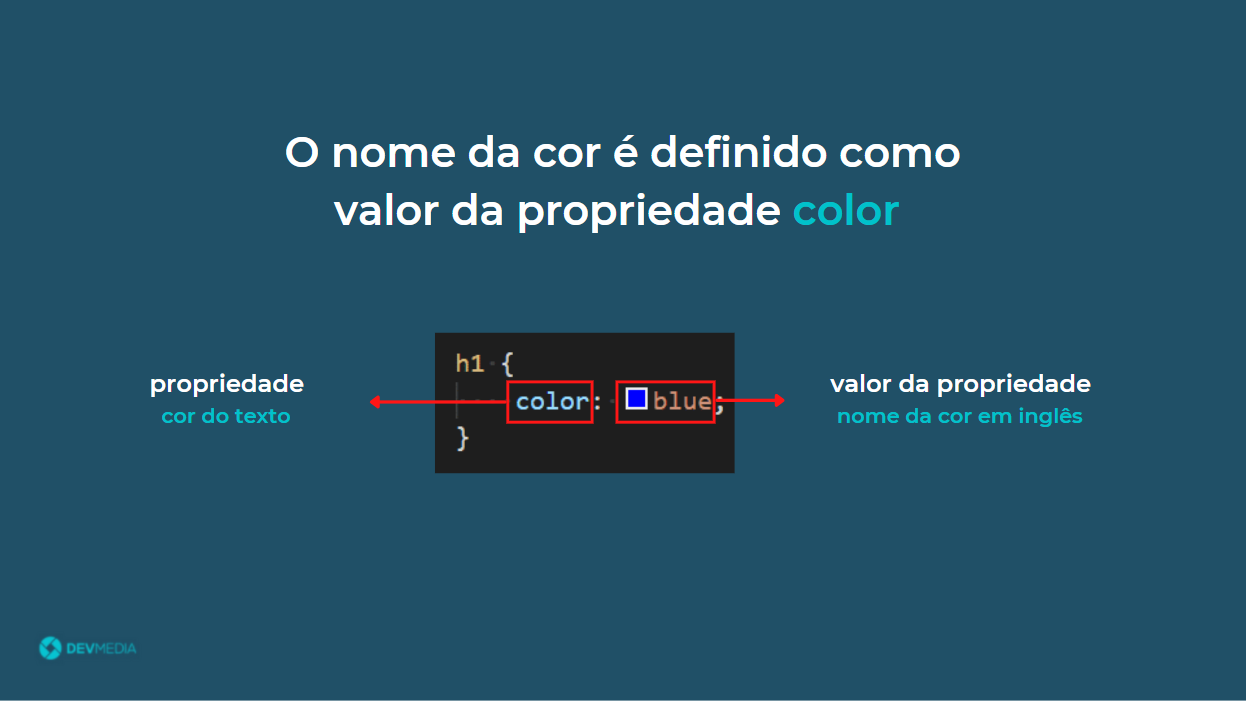 O nome da cor é definido como
valor da propriedade color
h1 {
color: blue;
}
propriedade
cor do texto
valor da propriedade
nome da cor em inglês
DEVMEDIA